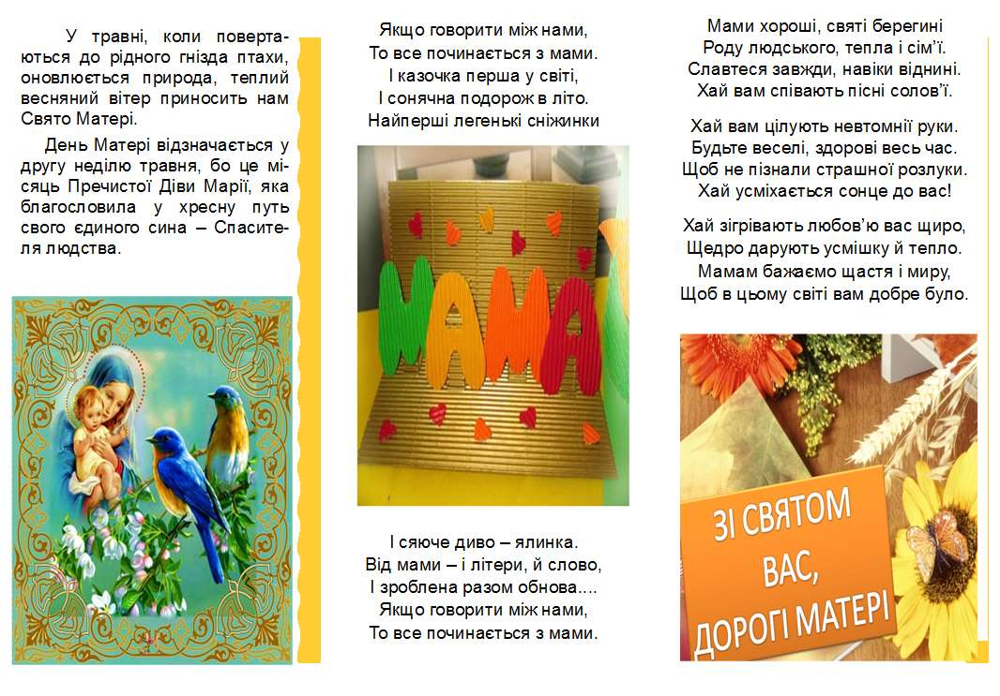 У травні, коли поверта-
ються до рідного гнізда птахи,
оновлюється природа, теплий
весняний вітер приносить нам
Свято Матері.
День Матері відзначається у
другу неділю травня, бо це мі-
сяць Пречистої Діви Марії, яка
благословила у хресну путь
свого єдиного сина – Спасите-
ля людства.
Якщо говорити між нами,
То все починається з мами.
І казочка перша у світі,
І сонячна подорож в літо.
Найперші легенькі сніжинки
МАМА
І сяюче диво – ялинка.
Від мами – і літери, й слово,
І зроблена разом обнова....
Якщо говорити між нами,
То все починається з мами.
Мами хороші, святі берегині
Роду людського, тепла і сім’ї.
Славтеся завжди, навіки віднині.
Хай вам співають пісні солов’ї.
Хай вам цілують невтомнії руки.
Будьте веселі, здорові весь час.
Щоб не пізнали страшної розлуки.
Хай усміхається сонце до вас!
Хай зігрівають любов’ю вас щиро,
Щедро дарують усмішку й тепло.
Мамам бажаємо щастя і миру,
Щоб в цьому світі вам добре було.
ЗІ СВЯТОМ
ВАС,
ДОРОГІ МАТЕРІ